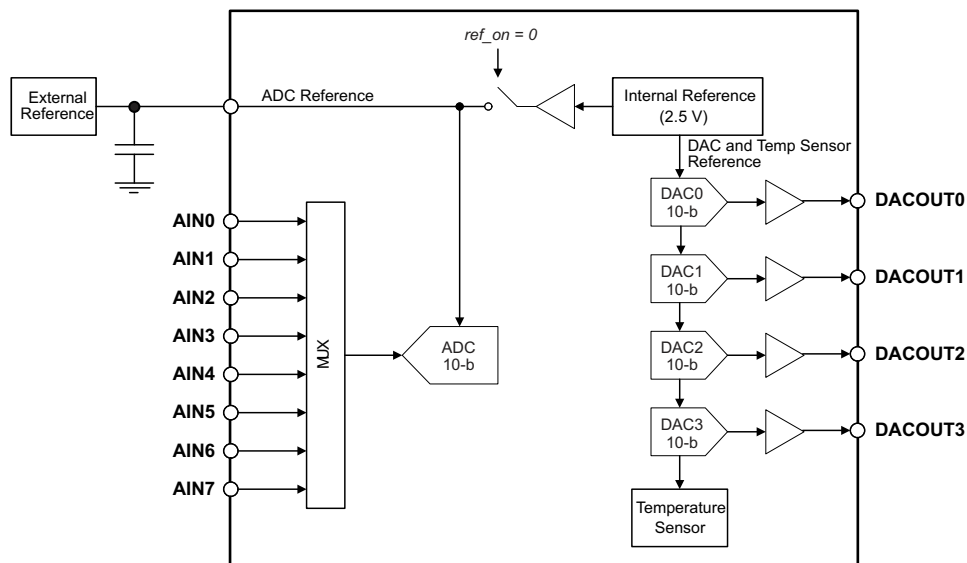 ref_on = 0
External
Reference
ADC Reference
Internal Reference
(2.5 V)
DAC and Temp Sensor
Reference
AIN0
AIN1
AIN2
AIN3
AIN4
AIN5
AIN6
AIN7
MUX
ADC
10-b
DAC0
10-b
DACOUT0
DAC1
10-b
DACOUT1
DAC2
10-b
DACOUT2
DAC3
10-b
DACOUT3
Temperature
Sensor